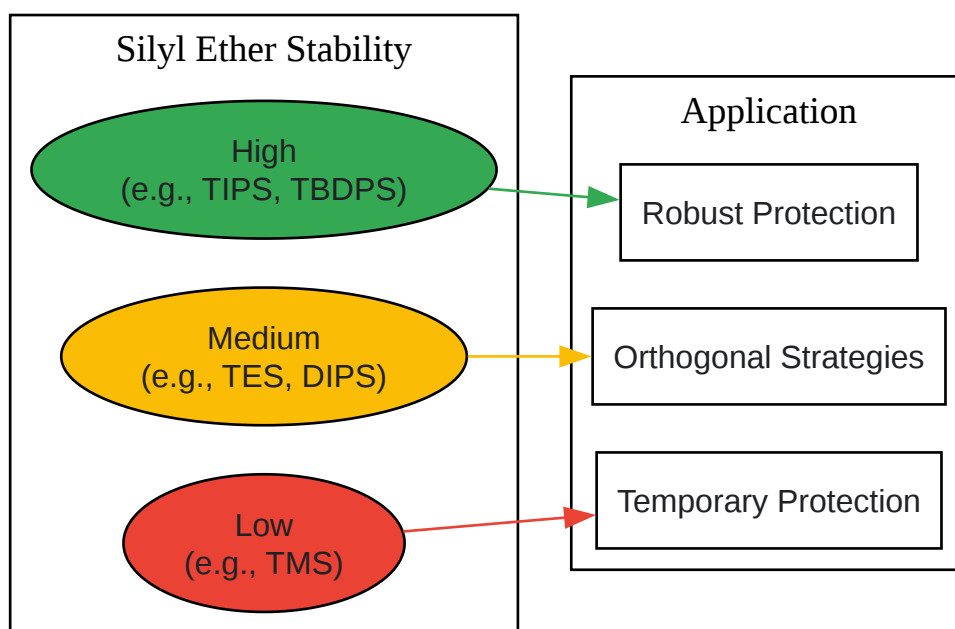 Silyl Ether Stability
High
(e.g., TIPS, TBDPS)
Medium
(e.g., TES, DIPS)
Low
(e.g., TMS)
Application
Robust Protection
Orthogonal Strategies
Temporary Protection